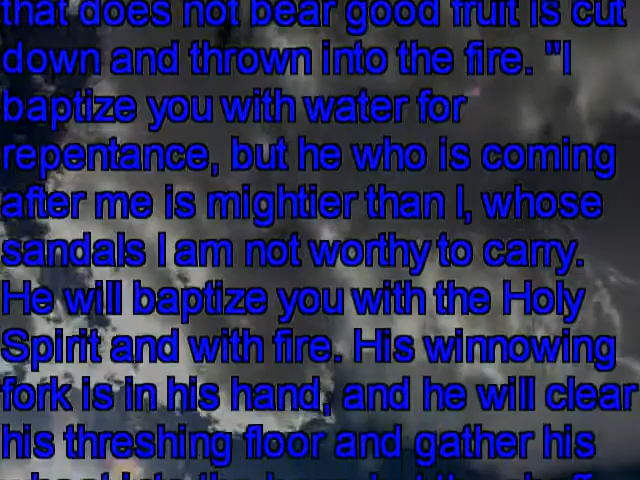 that does not bear good fruit is cut
down and thrown into the fire. "I
baptize you with water for
repentance, but he who is coming
after me is mightier than I, whose
sandals I am not worthy to carry.
He will baptize you with the Holy
Spirit and with fire. His winnowing
fork is in his hand, and he will clear
his threshing floor and gather his